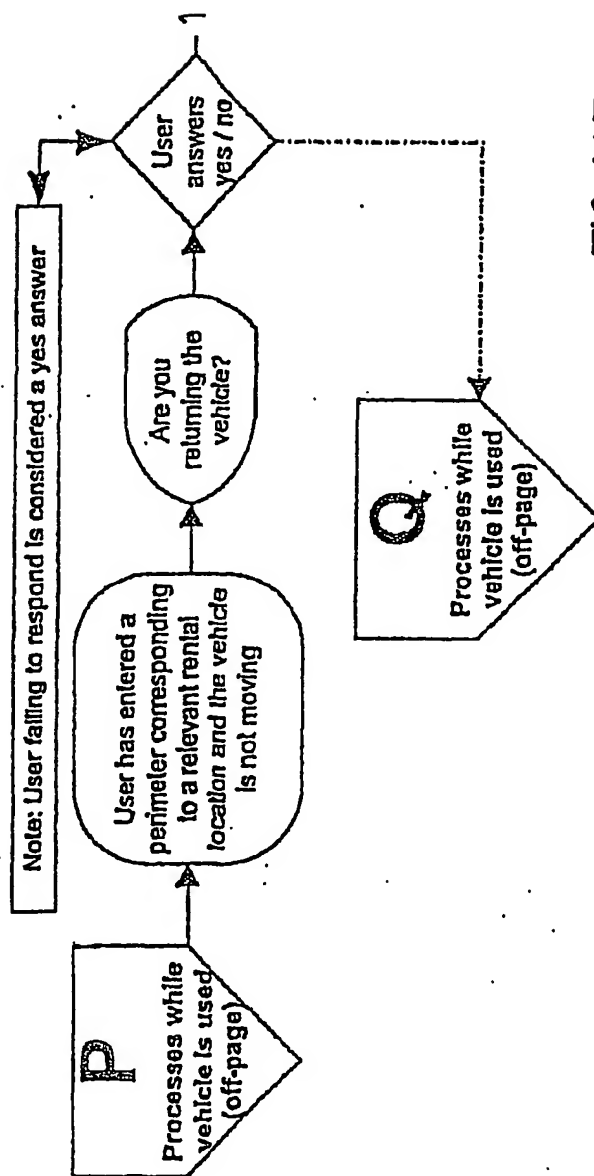 Note: User failing to respond is considered a yes answer
P
Processes while
vehicle is used
(off-page)
User has entered a
perimeter corresponding
to a relevant rental
location and the vehicle
is not moving
Are you
returning the
vehicle?
User
answers
yes / no
1
Q
Processes while
vehicle is used
(off-page)